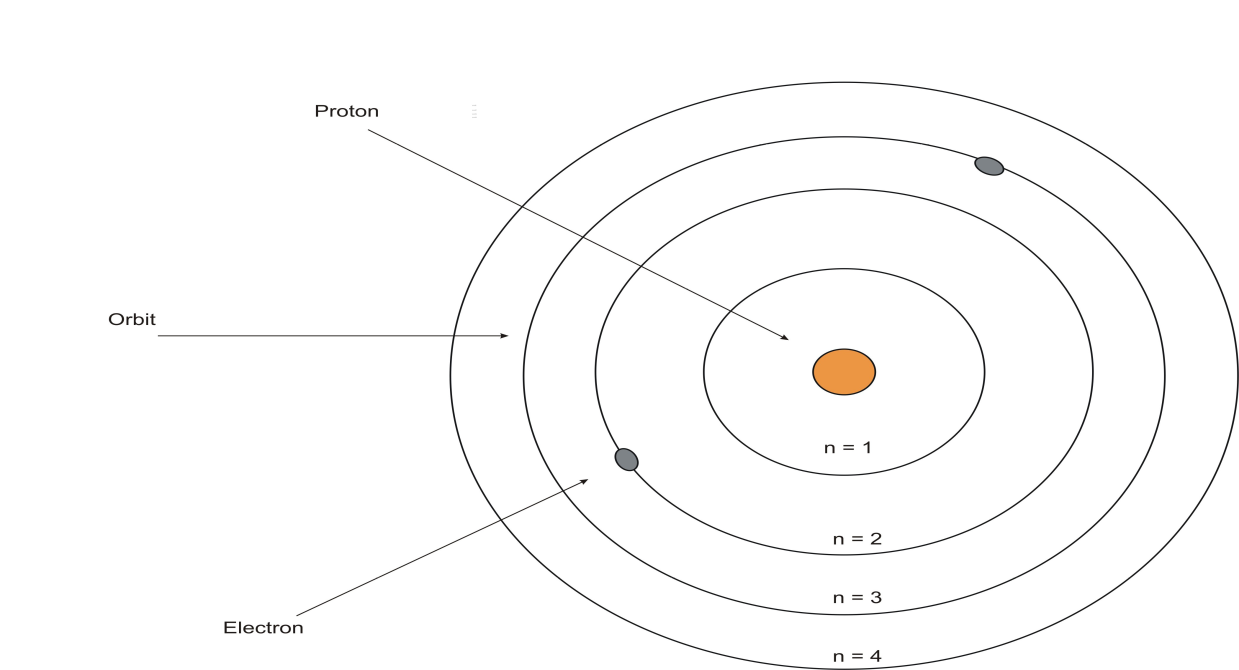 Proton
Orbit
n = 1
n = 2
n = 3
Electron
n = 4